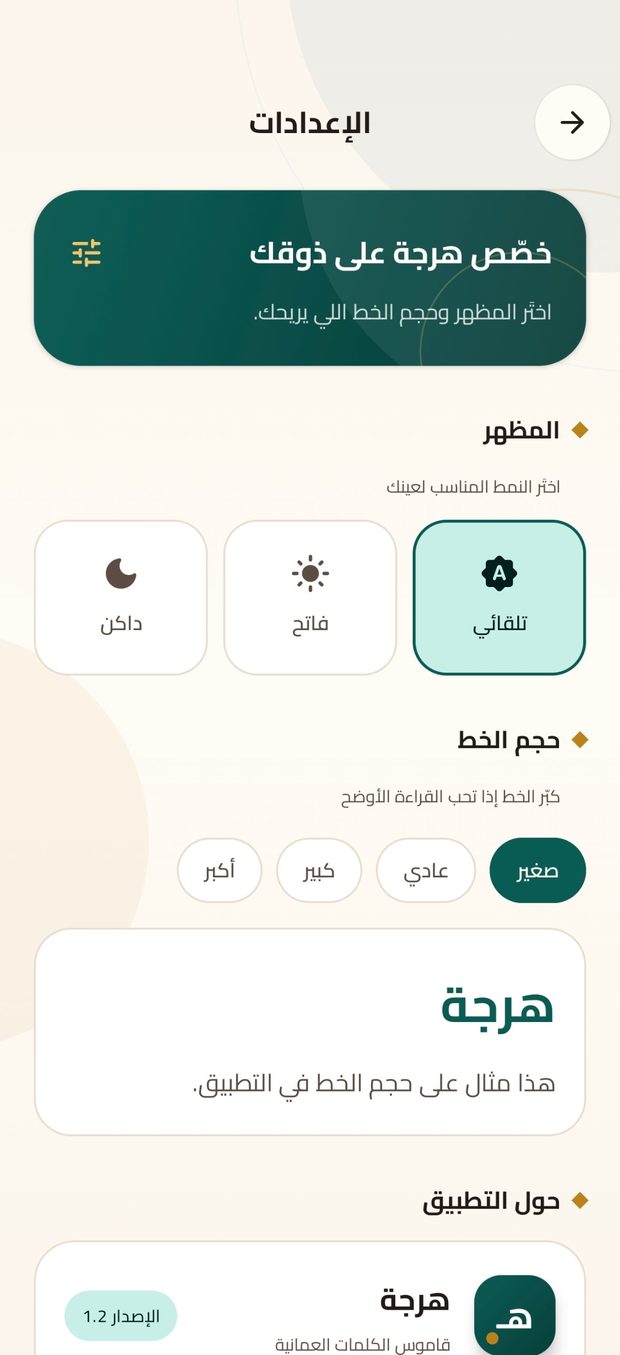 الإعدادات
خصّص هرجة على ذوقك
اختَر المظهر وحجم الخط اللي يريحك.
المظهر
اختَر النمط المناسب لعينك
A
تلقائي
فاتح
داكن
حجم الخط
كبّر الخط إذا تحب القراءة الأوضح
صغير
عادي
كبير
أكبر
هرجة
هذا مثال على حجم الخط في التطبيق.
حول التطبيق
هـ
هرجة
الإصدار 1.2
قاموس الكلمات العمانية